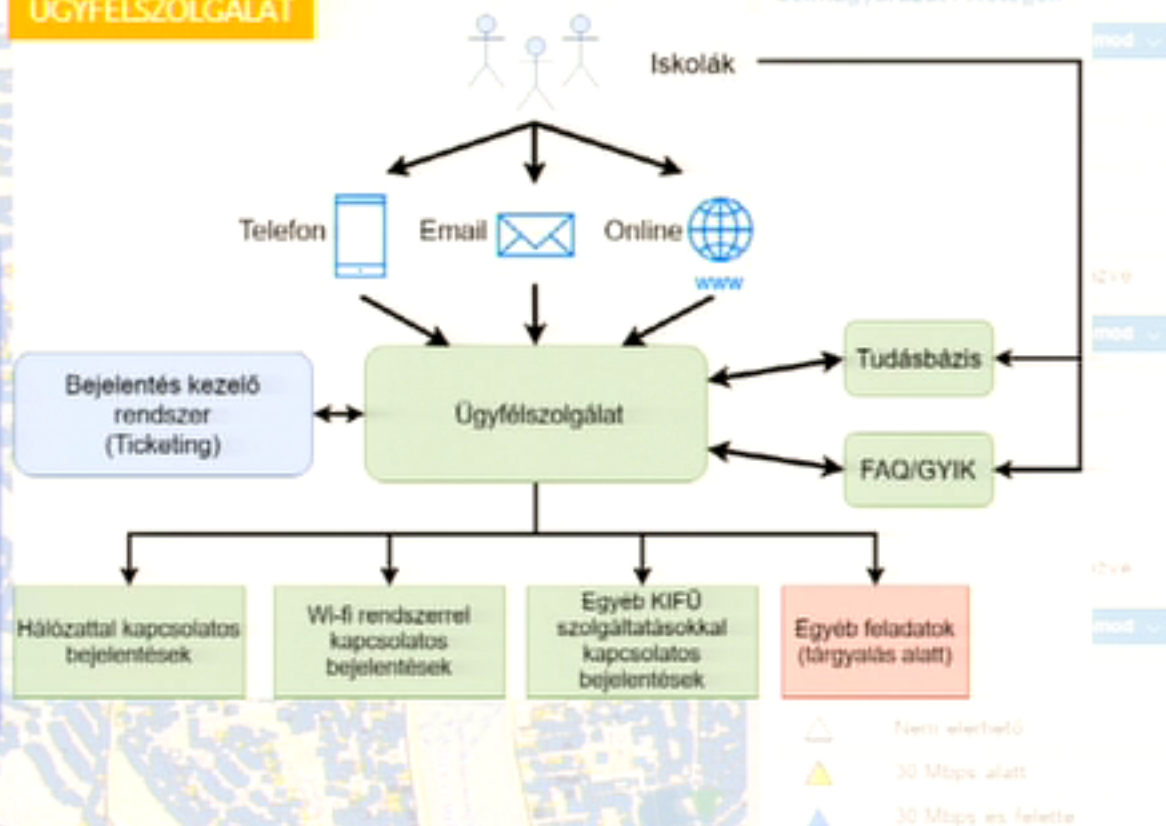 ÜGYFÉLSZOLGÁLAT
Iskolák
Telefon
Email
Online
www
Bejelentés kezelő
rendszer
(Ticketing)
Ügyfélszolgálat
Tudásbázis
FAQ/GYIK
Hálózattal kapcsolatos
bejelentések
Wi-fi rendszerrel
kapcsolatos
bejelentések
Egyéb KIFÜ
szolgáltatásokkal
kapcsolatos
bejelentések
Egyéb feladatok
(tárgyalás alatt)
Nem elérhető
30 Mbps alatt
30 Mbps és felette